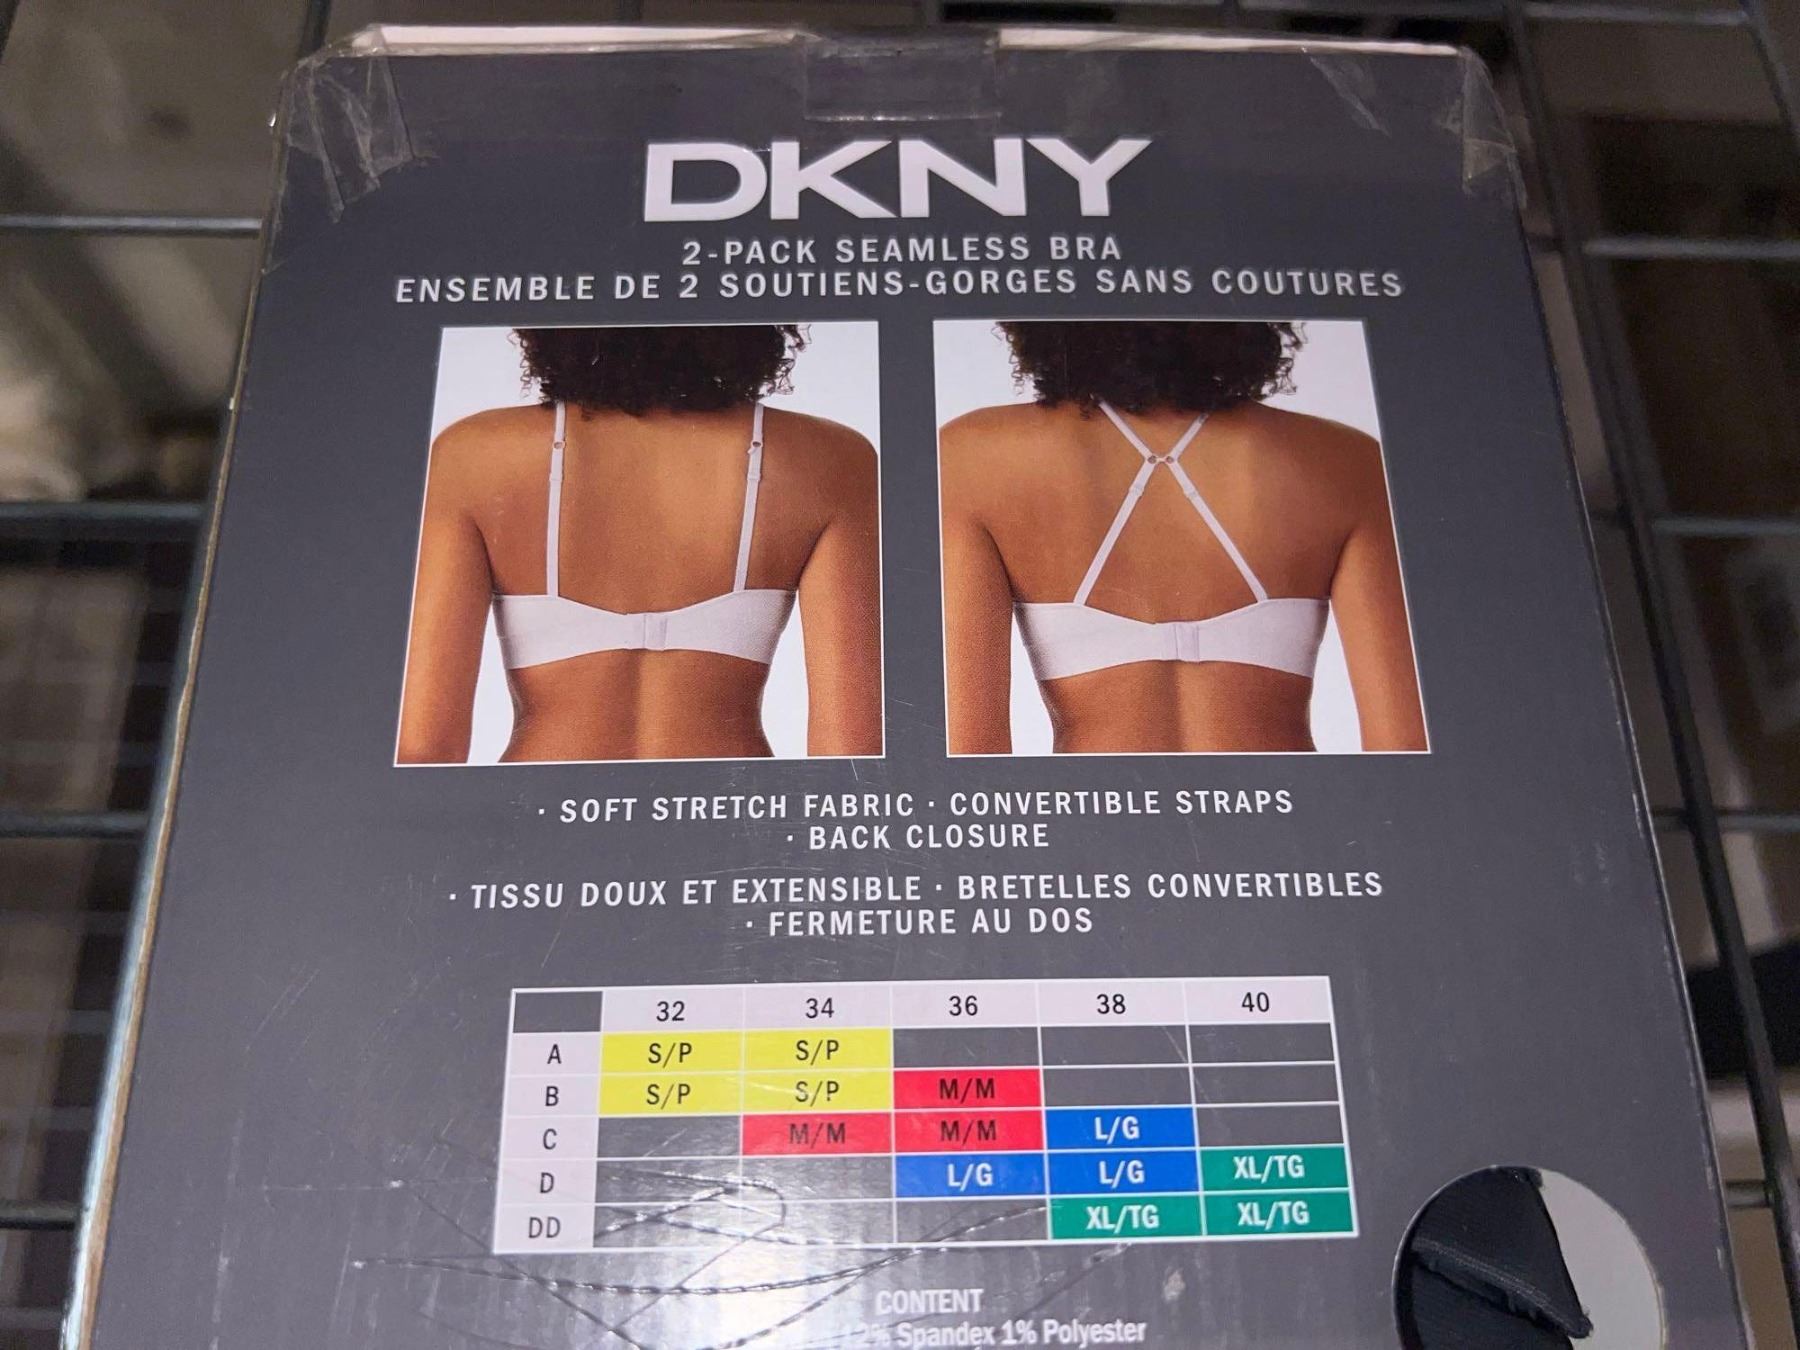 DKNY
2-PACK SEAMLESS BRA
ENSEMBLE DE 2 SOUTIENS-GORGES SANS COUTURES
· SOFT STRETCH FABRIC · CONVERTIBLE STRAPS
· BACK CLOSURE
· TISSU DOUX ET EXTENSIBLE · BRETELLES CONVERTIBLES
· FERMETURE AU DOS
32 34 36 38 40
A S/P S/P
B S/P S/P M/M
C M/M M/M L/G
D L/G L/G XL/TG
DD XL/TG XL/TG
CONTENT
12% Spandex 1% Polyester